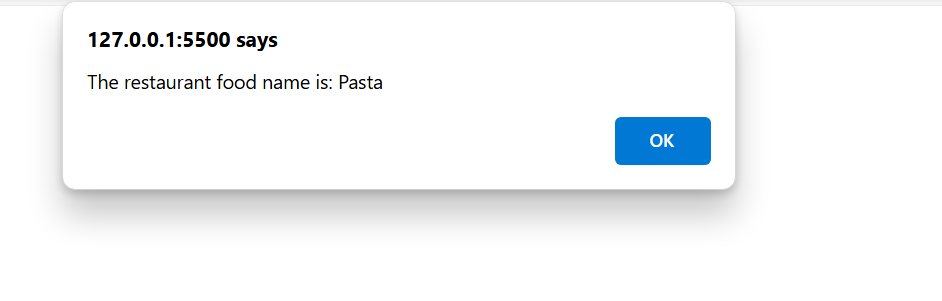 127.0.0.1:5500 says
The restaurant food name is: Pasta
OK